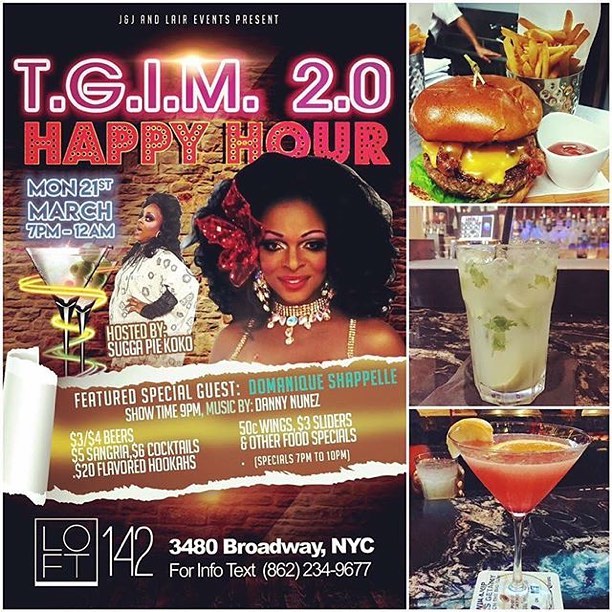 J&J AND LAIR EVENTS PRESENT
T.G.I.M. 2.0
HAPPY HOUR
MON 21ST
MARCH
7PM - 12AM
HOSTED BY:
SUGGA PIE KOKO
FEATURED SPECIAL GUEST: DOMANIQUE SHAPPELLE
SHOW TIME 9PM, MUSIC BY: DANNY NUNEZ
$3/$4 BEERS
$5 SANGRIA,$6 COCKTAILS
.$20 FLAVORED HOOKAHS
50c WINGS, $3 SLIDERS
& OTHER FOOD SPECIALS
• (SPECIALS 7PM TO 10PM)
LOFT 142
3480 Broadway, NYC
For Info Text (862) 234-9677